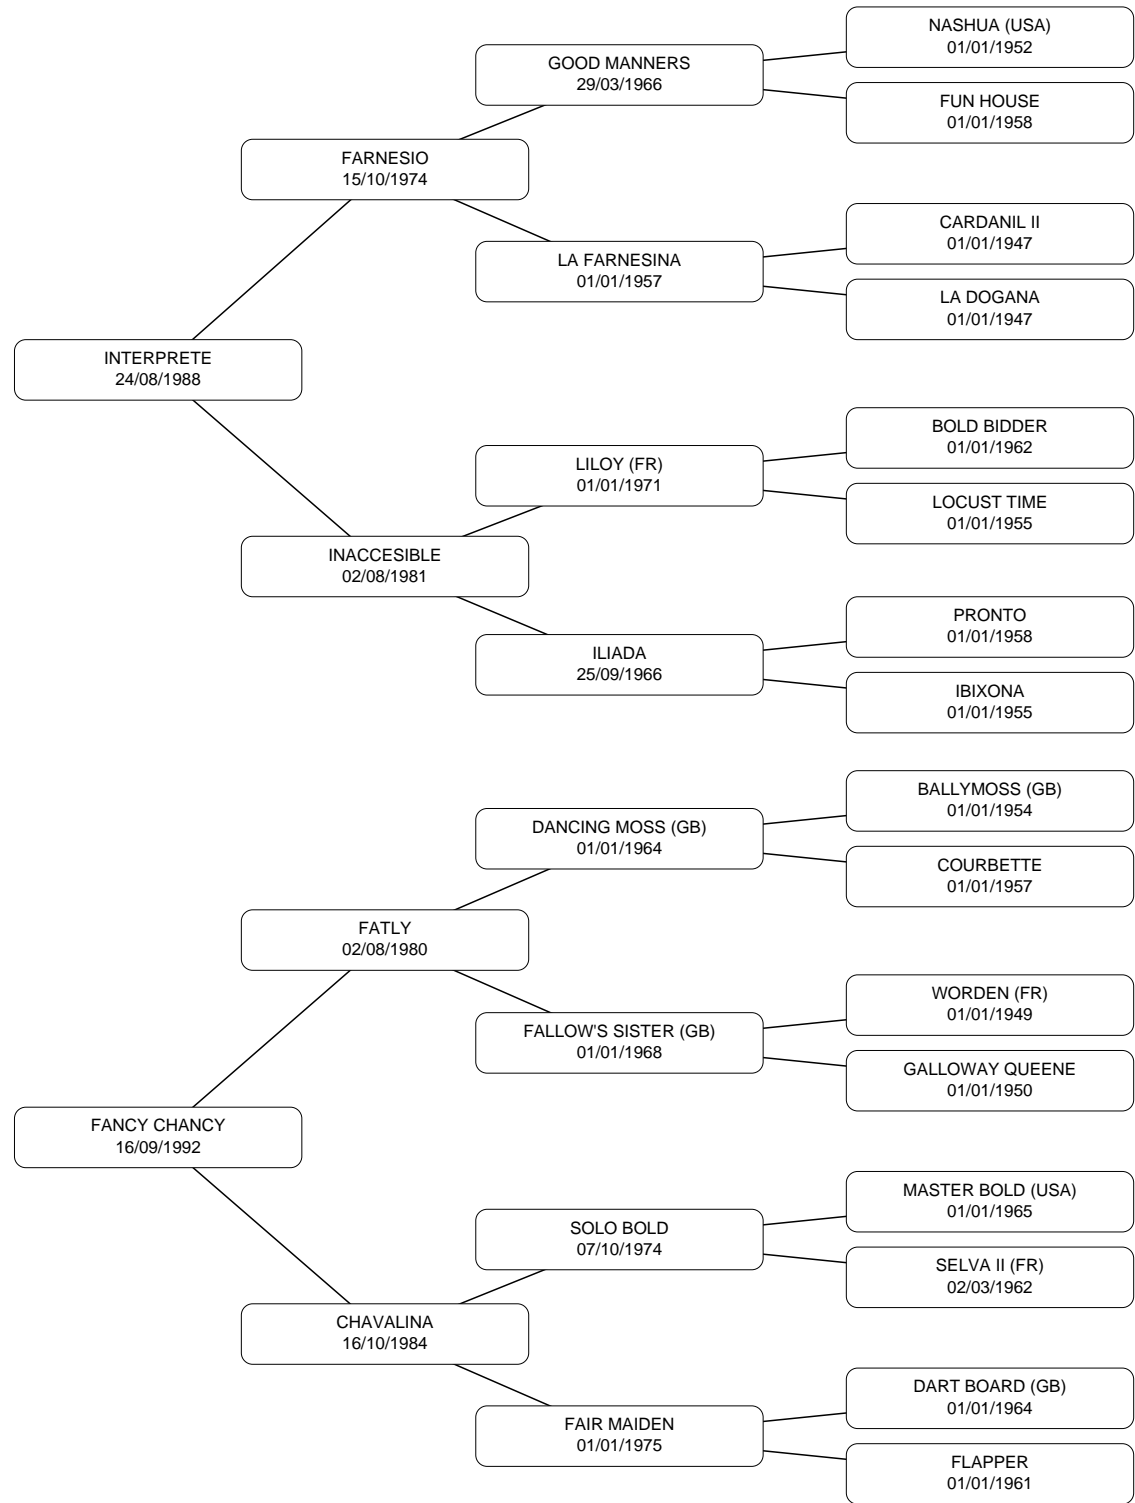 NASHUA (USA)
01/01/1952
GOOD MANNERS
29/03/1966
FUN HOUSE
01/01/1958
FARNESIO
15/10/1974
CARDANIL II
01/01/1947
LA FARNESINA
01/01/1957
LA DOGANA
01/01/1947
INTERPRETE
24/08/1988
BOLD BIDDER
01/01/1962
LILOY (FR)
01/01/1971
LOCUST TIME
01/01/1955
INACCESIBLE
02/08/1981
PRONTO
01/01/1958
ILIADA
25/09/1966
IBIXONA
01/01/1955
BALLYMOSS (GB)
01/01/1954
DANCING MOSS (GB)
01/01/1964
COURBETTE
01/01/1957
FATLY
02/08/1980
WORDEN (FR)
01/01/1949
FALLOW'S SISTER (GB)
01/01/1968
GALLOWAY QUEENE
01/01/1950
FANCY CHANCY
16/09/1992
MASTER BOLD (USA)
01/01/1965
SOLO BOLD
07/10/1974
SELVA II (FR)
02/03/1962
CHAVALINA
16/10/1984
DART BOARD (GB)
01/01/1964
FAIR MAIDEN
01/01/1975
FLAPPER
01/01/1961